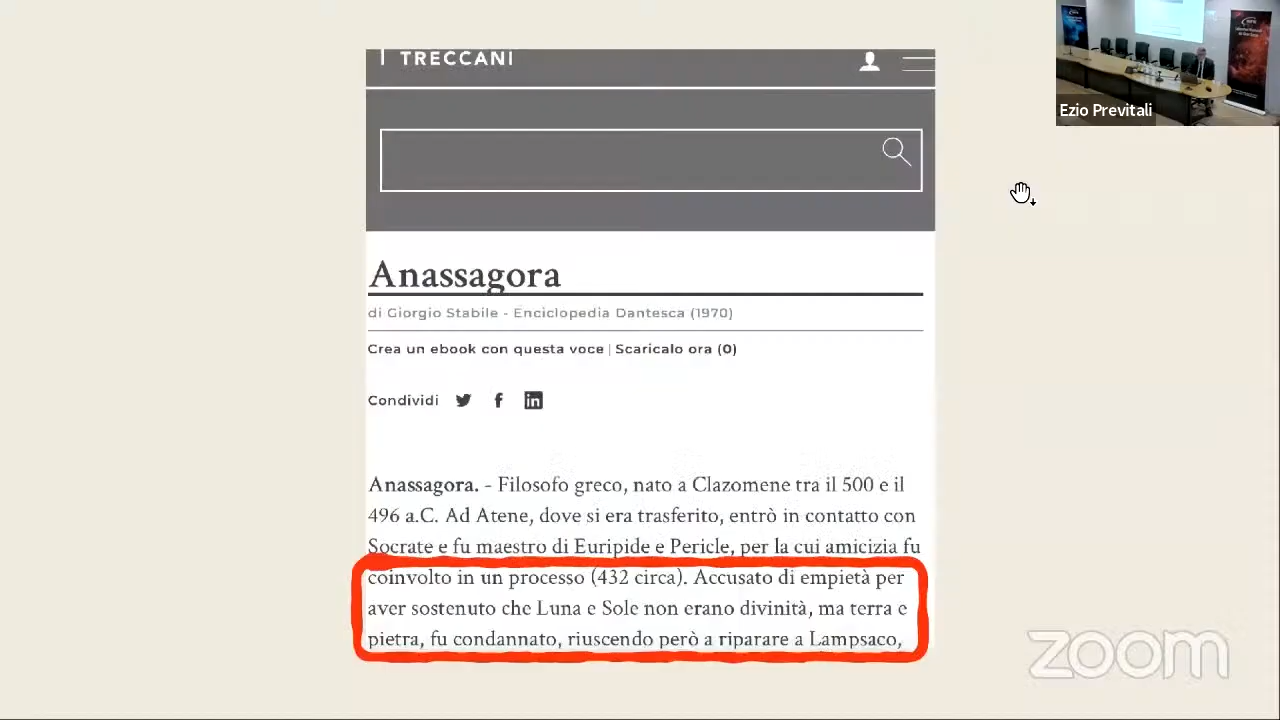 TRECCANI
Ezio Previtali
Anassagora
di Giorgio Stabile - Enciclopedia Dantesca (1970)
Crea un ebook con questa voce | Scaricalo ora (0)
Condividi
Anassagora. - Filosofo greco, nato a Clazomene tra il 500 e il
496 a.C. Ad Atene, dove si era trasferito, entrò in contatto con
Socrate e fu maestro di Euripide e Pericle, per la cui amicizia fu
coinvolto in un processo (432 circa). Accusato di empietà per
aver sostenuto che Luna e Sole non erano divinità, ma terra e
pietra, fu condannato, riuscendo però a riparare a Lampsaco,
zoom